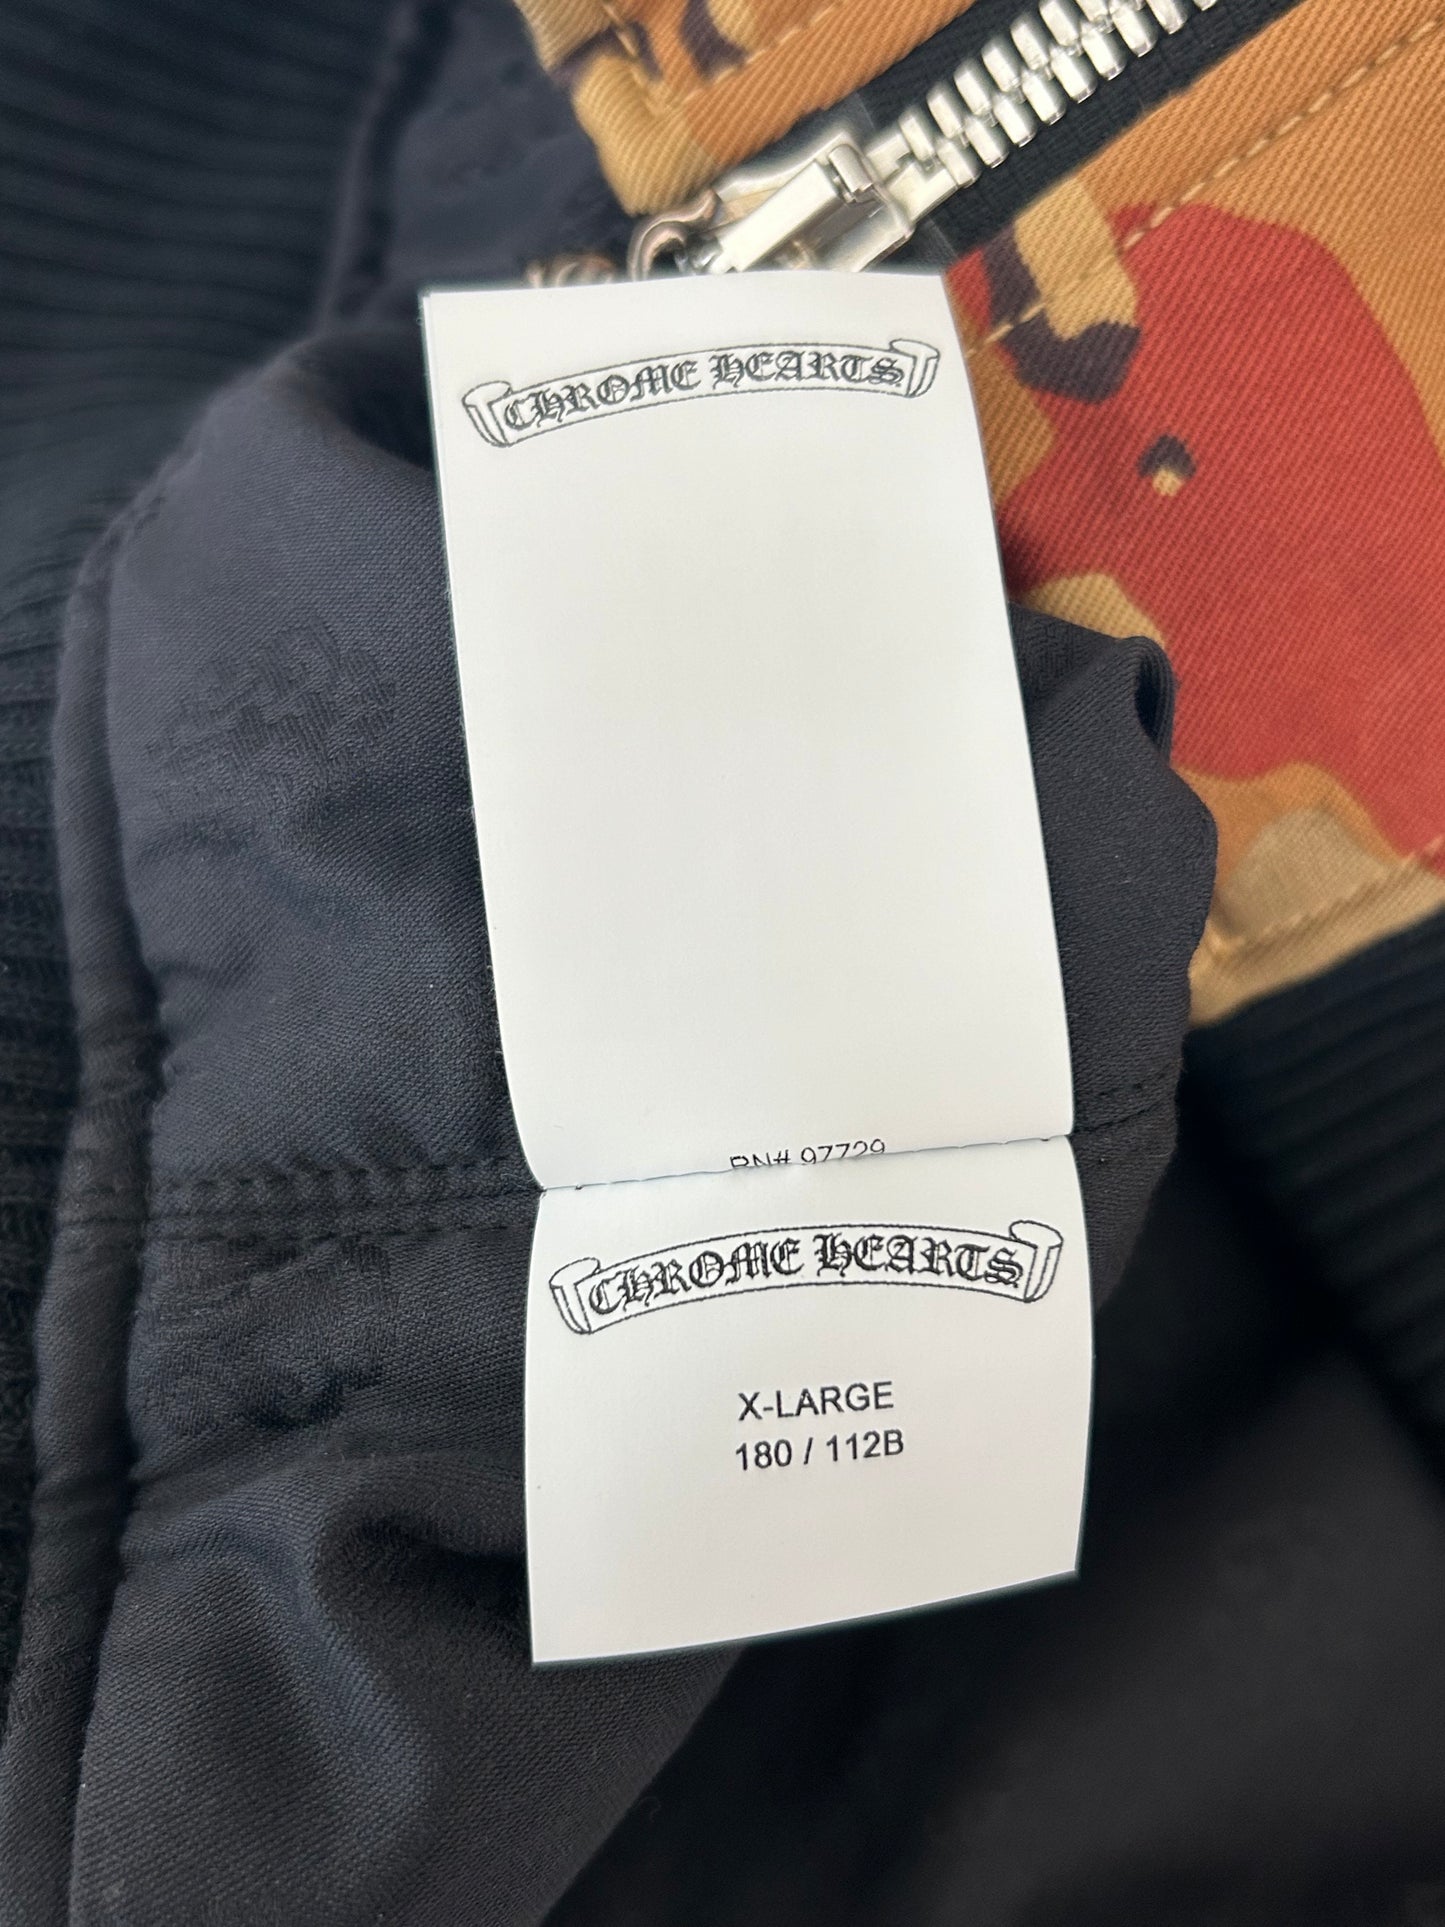 CHROME HEARTS
RN# 97729
CHROME HEARTS
X-LARGE
180 / 112B